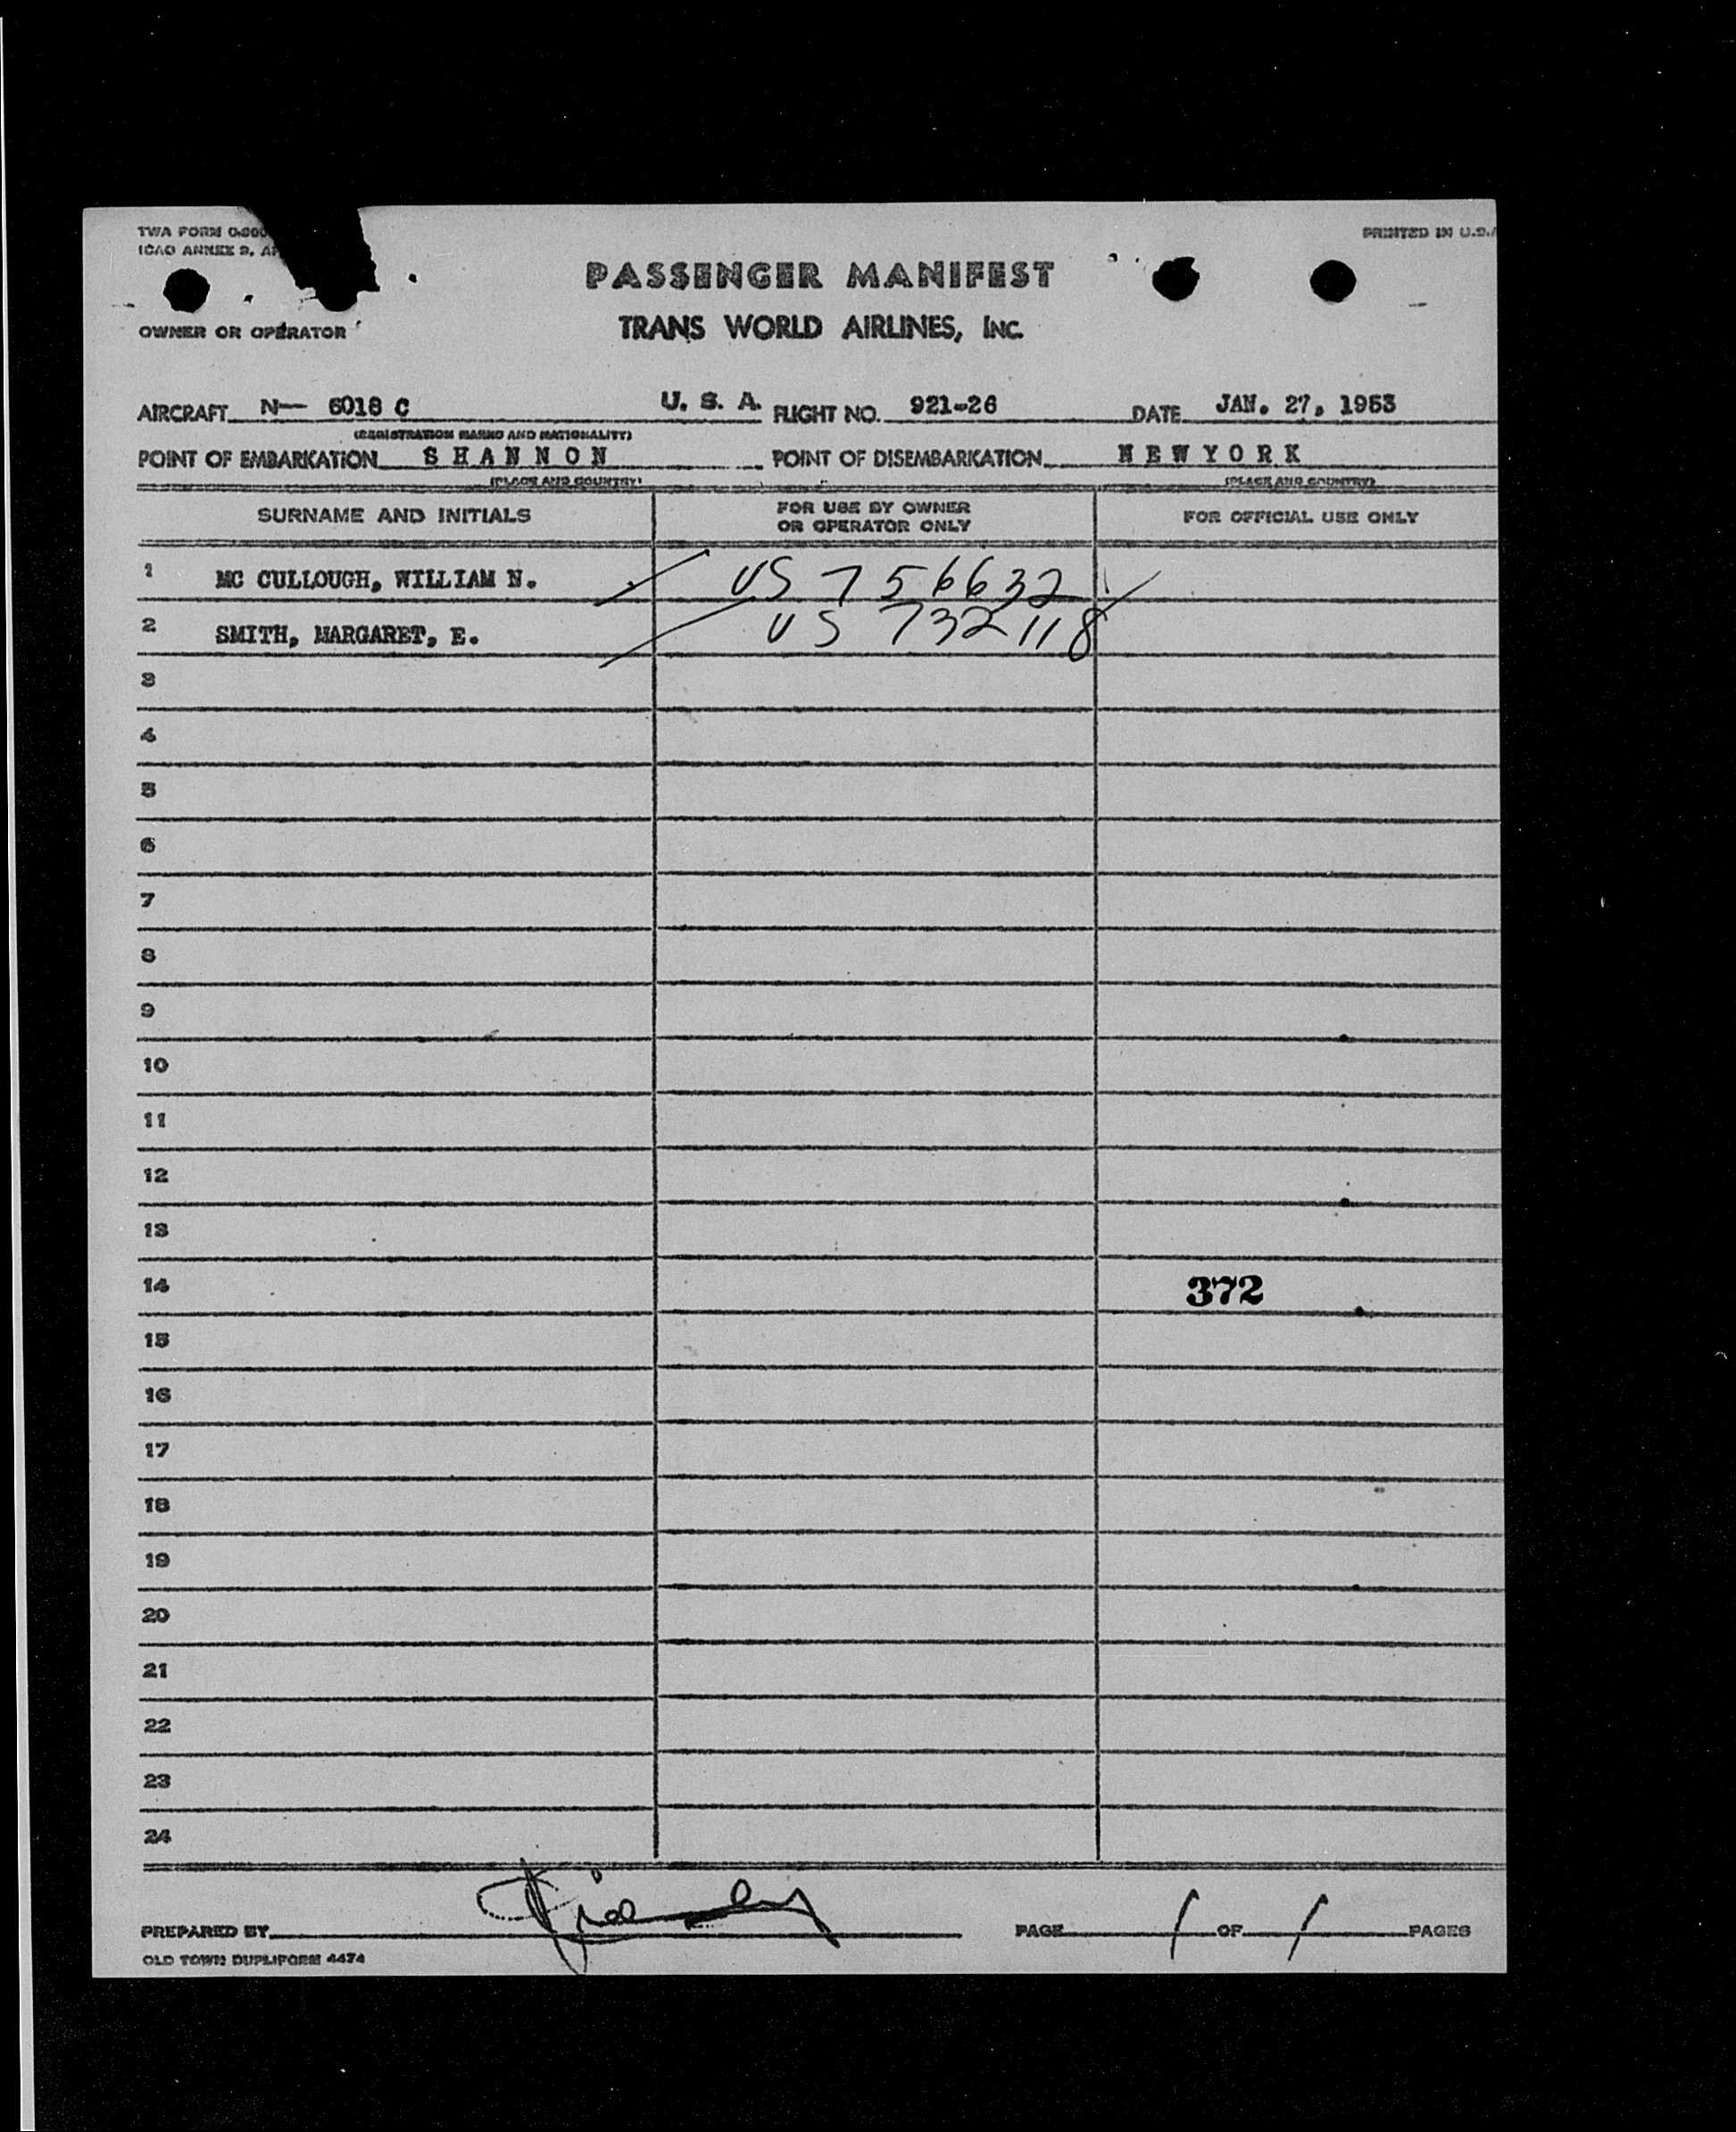 TWA FORM
ICAO ANNEX 9,
PRINTED IN U.S.A
PASSENGER MANIFEST
OWNER OR OPERATOR
TRANS WORLD AIRLINES, INC.
AIRCRAFT N— 6018 C U. S. A. FLIGHT NO. 921-26 DATE JAN. 27, 1953
(REGISTRATION MARKS AND NATIONALITY)
POINT OF EMBARKATION S H A N N O N POINT OF DISEMBARKATION N E W Y O R K
(PLACE AND COUNTRY) (PLACE AND COUNTRY)
SURNAME AND INITIALS FOR USE BY OWNER OR OPERATOR ONLY FOR OFFICIAL USE ONLY
1 MC CULLOUGH, WILLIAM N. US 756632
2 SMITH, MARGARET, E. US 732118
3
4
5
6
7
8
9
10
11
12
13
14 372
15
16
17
18
19
20
21
22
23
24
PREPARED BY PAGE 1 OF 1 PAGES
OLD TOWN DUPLIFORM 4474